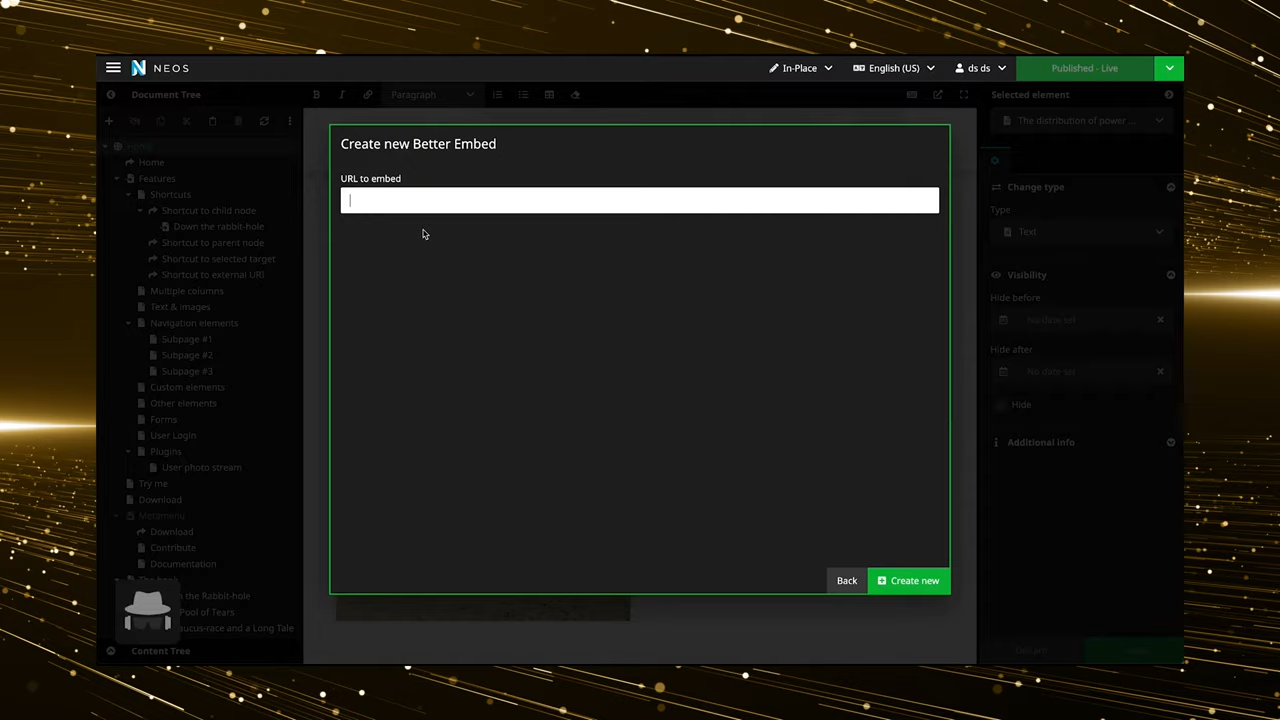 NEOS
In-Place
English (US)
ds ds
Published - Live
Document Tree
Paragraph
Selected element
Home
Home
Features
Shortcuts
Shortcut to child node
Down the rabbit-hole
Shortcut to parent node
Shortcut to selected target
Shortcut to external URI
Multiple columns
Text & images
Navigation elements
Subpage #1
Subpage #2
Subpage #3
Custom elements
Other elements
Forms
User Login
Plugins
User photo stream
Try me
Download
Metamenu
Download
Contribute
Documentation
the Rabbit-hole
Pool of Tears
aucus-race and a Long Tale
Content Tree
Create new Better Embed
URL to embed
Back
Create new
The distribution of power ...
Change type
Type
Text
Visibility
Hide before
No date set
Hide after
No date set
Hide
Additional info
Discard